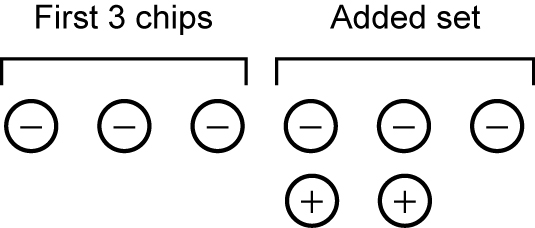 First 3 chips Added set
− − − − − −
+ +